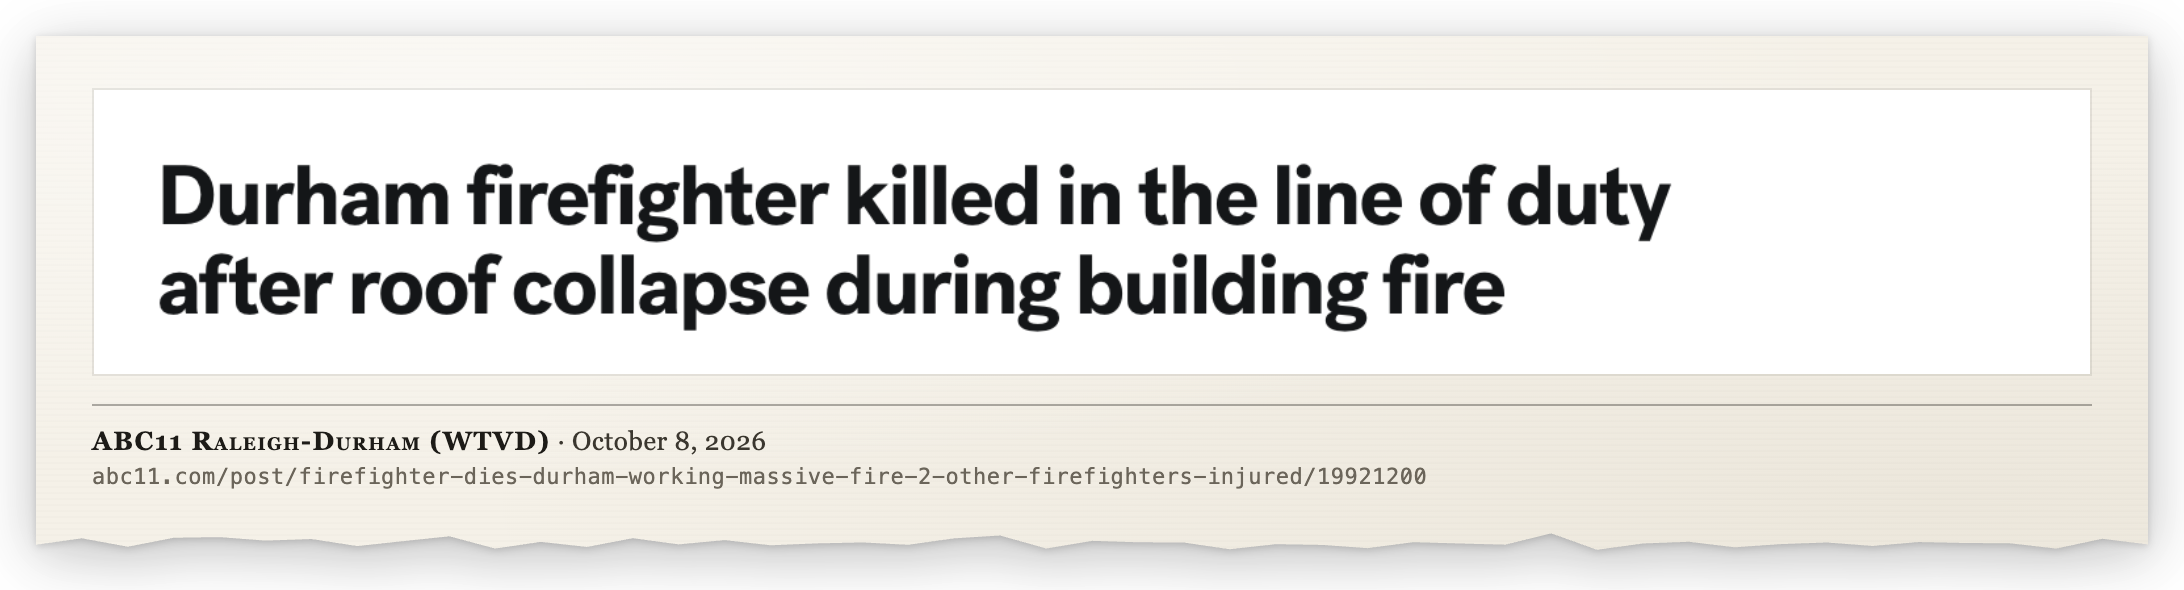 Durham firefighter killed in the line of duty
after roof collapse during building fire
ABC11 Raleigh-Durham (WTVD) · October 8, 2026
abc11.com/post/firefighter-dies-durham-working-massive-fire-2-other-firefighters-injured/19921200